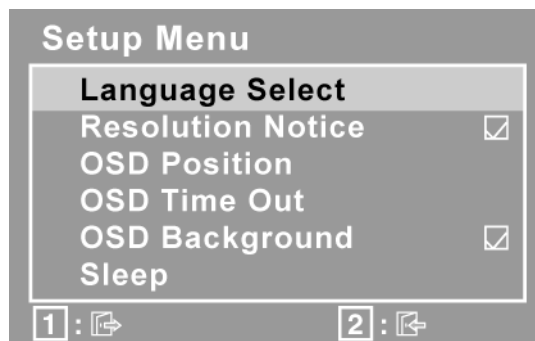 Setup Menu
Language Select
Resolution Notice
OSD Position
OSD Time Out
OSD Background
Sleep
1 : 2 :